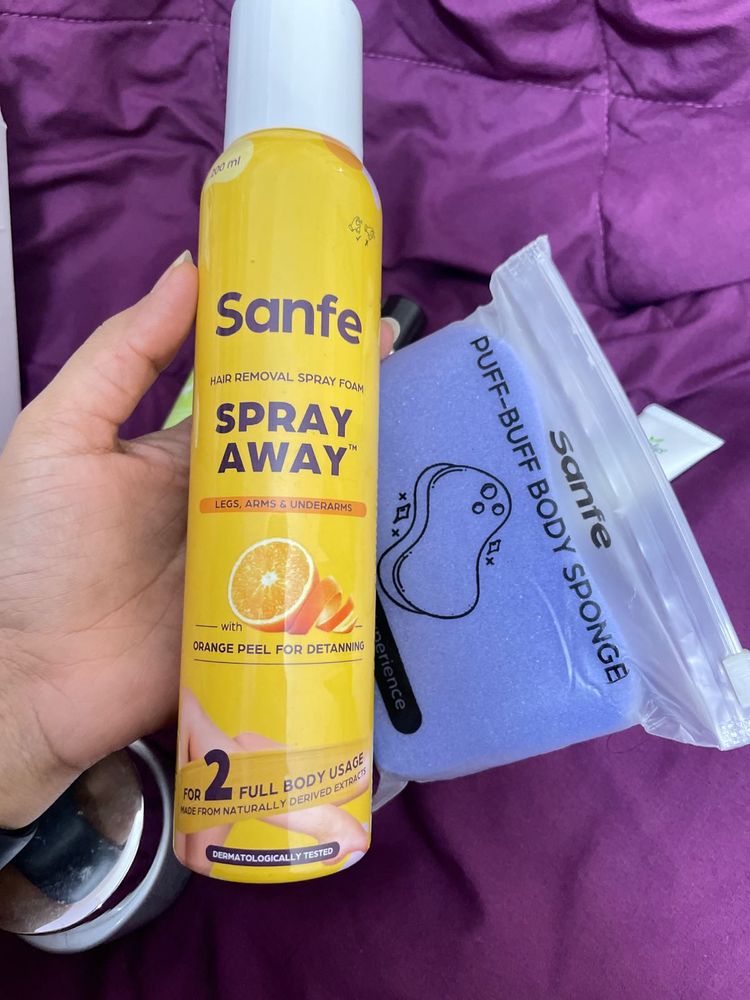 200 ml
Sanfe
HAIR REMOVAL SPRAY FOAM
SPRAY
AWAY™
LEGS, ARMS & UNDERARMS
with
ORANGE PEEL FOR DETANNING
FOR 2 FULL BODY USAGE
MADE FROM NATURALLY DERIVED EXTRACTS
DERMATOLOGICALLY TESTED
Sanfe
PUFF-BUFF BODY SPONGE